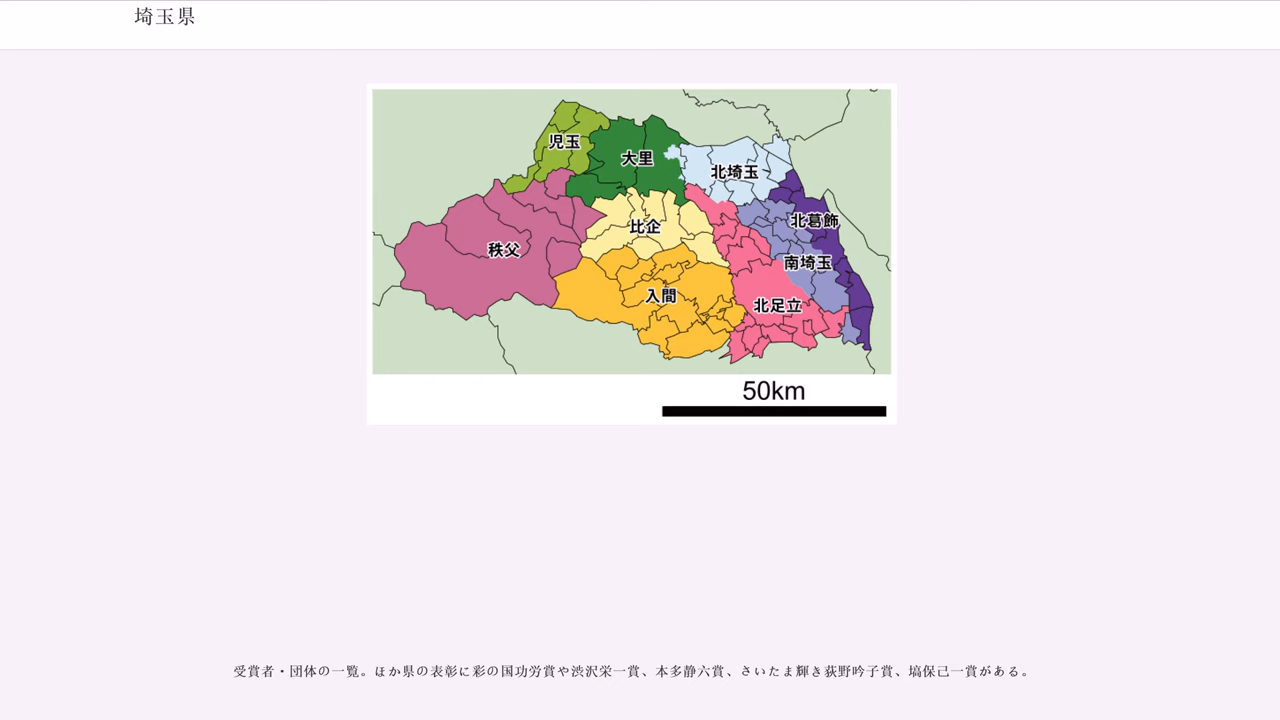 埼玉県
児玉
大里
北埼玉
比企
北葛飾
秩父
南埼玉
入間
北足立
50km
受賞者・団体の一覧。ほか県の表彰に彩の国功労賞や渋沢栄一賞、本多静六賞、さいたま輝き荻野吟子賞、塙保己一賞がある。